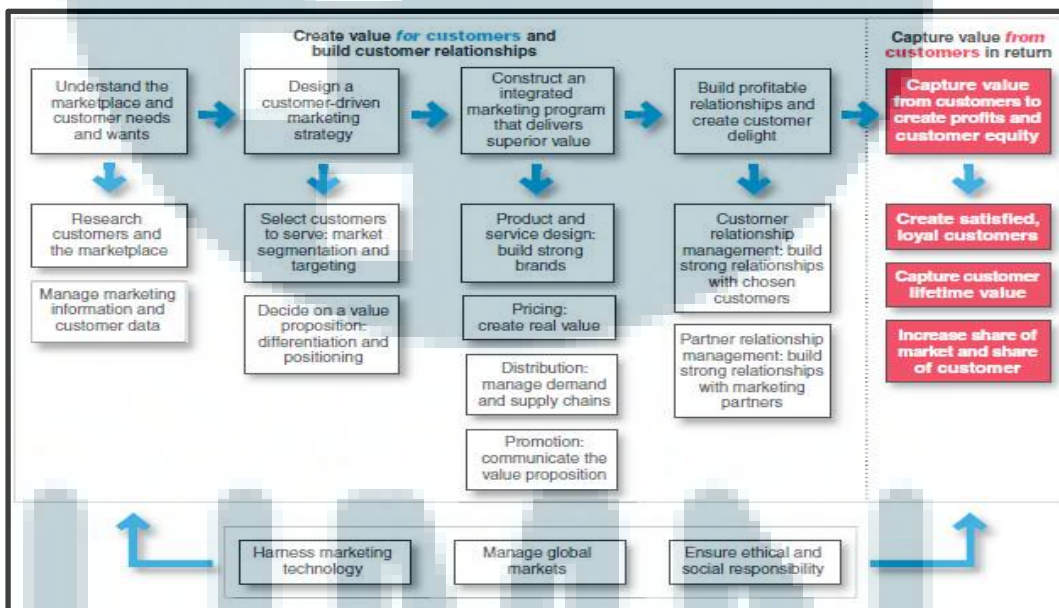 Create value for customers and
build customer relationships
Capture value from
customers in return
Understand the
marketplace and
customer needs
and wants
Design a
customer-driven
marketing
strategy
Construct an
integrated
marketing program
that delivers
superior value
Build profitable
relationships and
create customer
delight
Capture value
from customers to
create profits and
customer equity
Research
customers and
the marketplace
Manage marketing
information and
customer data
Select customers
to serve: market
segmentation and
targeting
Decide on a value
proposition:
differentiation and
positioning
Product and
service design:
build strong
brands
Pricing:
create real value
Distribution:
manage demand
and supply chains
Promotion:
communicate the
value proposition
Customer
relationship
management: build
strong relationships
with chosen
customers
Partner relationship
management: build
strong relationships
with marketing
partners
Create satisfied,
loyal customers
Capture customer
lifetime value
Increase share of
market and share
of customer
Harness marketing
technology
Manage global
markets
Ensure ethical and
social responsibility